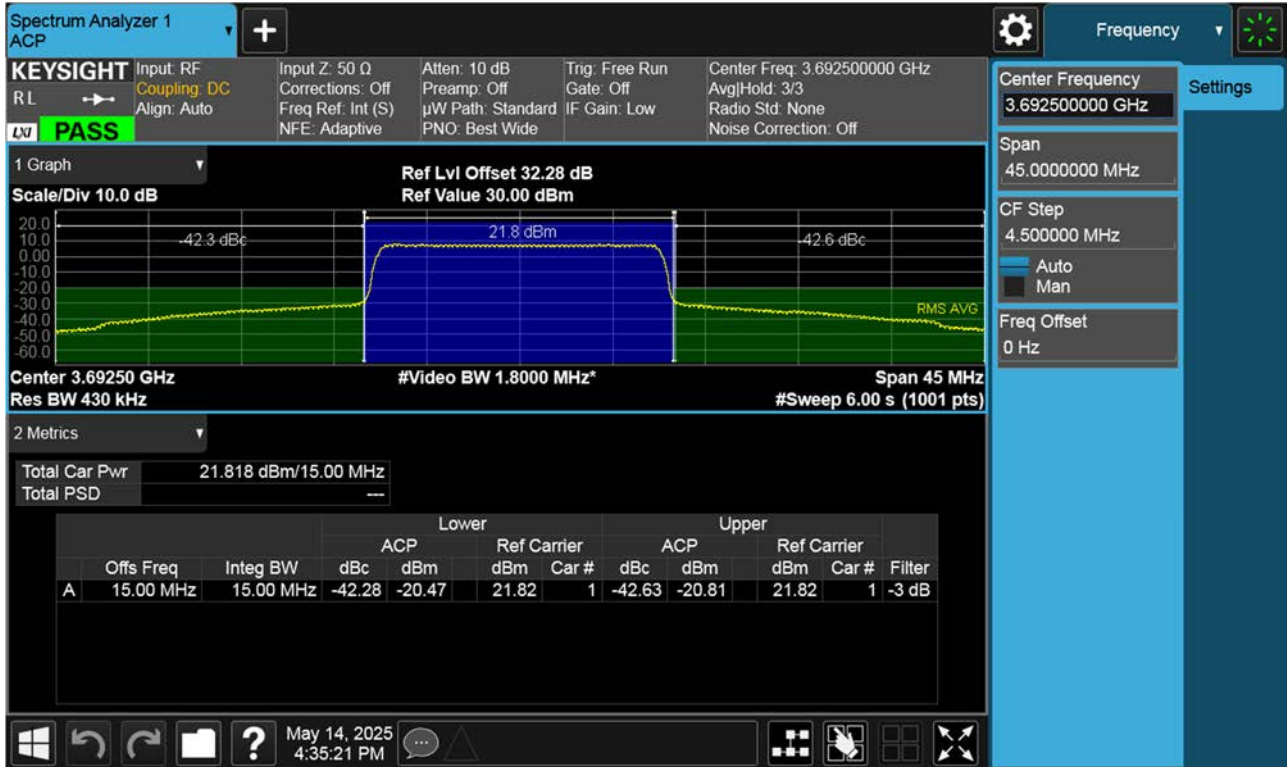 Spectrum Analyzer 1
ACP
+
Frequency
KEYSIGHT
RL
LXI PASS
Input: RF
Coupling: DC
Align: Auto
Input Z: 50 Ω
Corrections: Off
Freq Ref: Int (S)
NFE: Adaptive
Atten: 10 dB
Preamp: Off
µW Path: Standard
PNO: Best Wide
Trig: Free Run
Gate: Off
IF Gain: Low
Center Freq: 3.692500000 GHz
Avg|Hold: 3/3
Radio Std: None
Noise Correction: Off
Center Frequency
3.692500000 GHz
Settings
Span
45.0000000 MHz
CF Step
4.500000 MHz
Auto
Man
Freq Offset
0 Hz
1 Graph
Scale/Div 10.0 dB
Ref Lvl Offset 32.28 dB
Ref Value 30.00 dBm
20.0
10.0
0.00
-10.0
-20.0
-30.0
-40.0
-50.0
-60.0
-42.3 dBc
21.8 dBm
-42.6 dBc
RMS AVG
Center 3.69250 GHz #Video BW 1.8000 MHz* Span 45 MHz
Res BW 430 kHz #Sweep 6.00 s (1001 pts)
2 Metrics
Total Car Pwr 21.818 dBm/15.00 MHz
Total PSD ---
Lower Upper
ACP Ref Carrier ACP Ref Carrier
Offs Freq Integ BW dBc dBm dBm Car # dBc dBm dBm Car # Filter
A 15.00 MHz 15.00 MHz -42.28 -20.47 21.82 1 -42.63 -20.81 21.82 1 -3 dB
?
May 14, 2025
4:35:21 PM